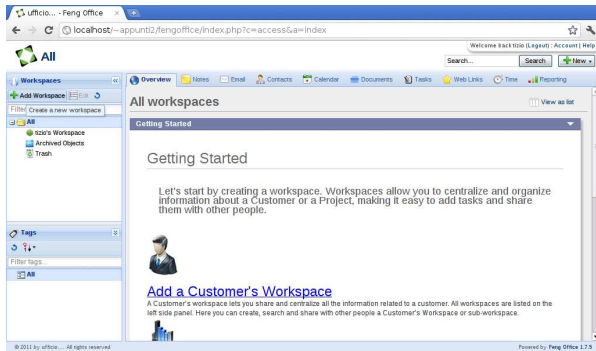 ufficio... - Feng Office
localhost/~appunti2/fengoffice/index.php?c=access&a=index
Welcome back tizio (Logout) : Account | Help
All
Search...
Search
New
Workspaces
Overview
Notes
Email
Contacts
Calendar
Documents
Tasks
Web Links
Time
Reporting
Add Workspace
Edit
Filter
Create a new workspace
All workspaces
View as list
All
tizio's Workspace
Archived Objects
Trash
Getting Started
Getting Started
Let's start by creating a workspace. Workspaces allow you to centralize and organize
information about a Customer or a Project, making it easy to add tasks and share
them with other people.
Tags
Filter tags...
All
Add a Customer's Workspace
A Customer's workspace lets you share and centralize all the information related to a customer. All workspaces are listed on the
left side panel. Here you can create, search and share with other people a Customer's Workspace or sub-workspace.
© 2011 by ufficio.... All rights reserved
Powered by Feng Office 1.7.5